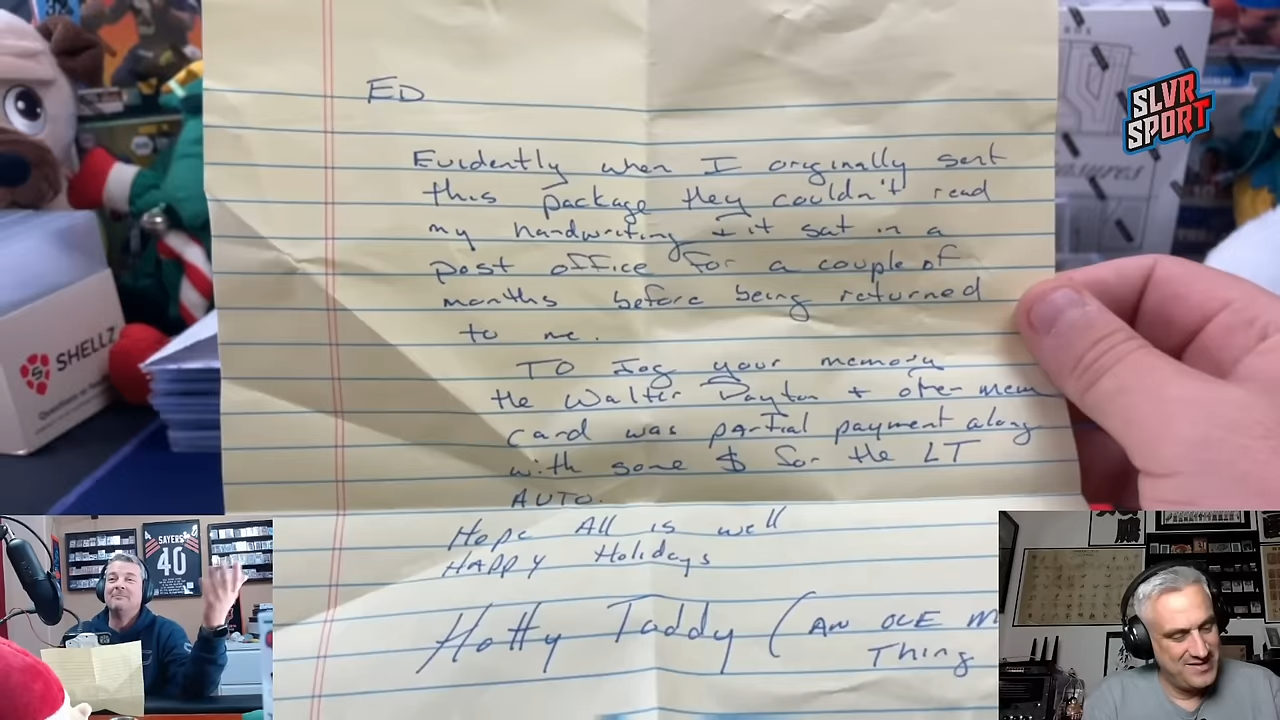 ED
Evidently when I originally sent
this package they couldn't read
my handwriting + it sat in a
post office for a couple of
months before being returned
to me.
TO Jog your memory
the Walter Payton + other mem
card was partial payment along
with some $ for the LT
AUTO.
Hope All is well
HAPPY Holidays
Hotty Toddy (AN OLE M
Thing
SLVR
SPORT
SHELLZ
SAYERS
40